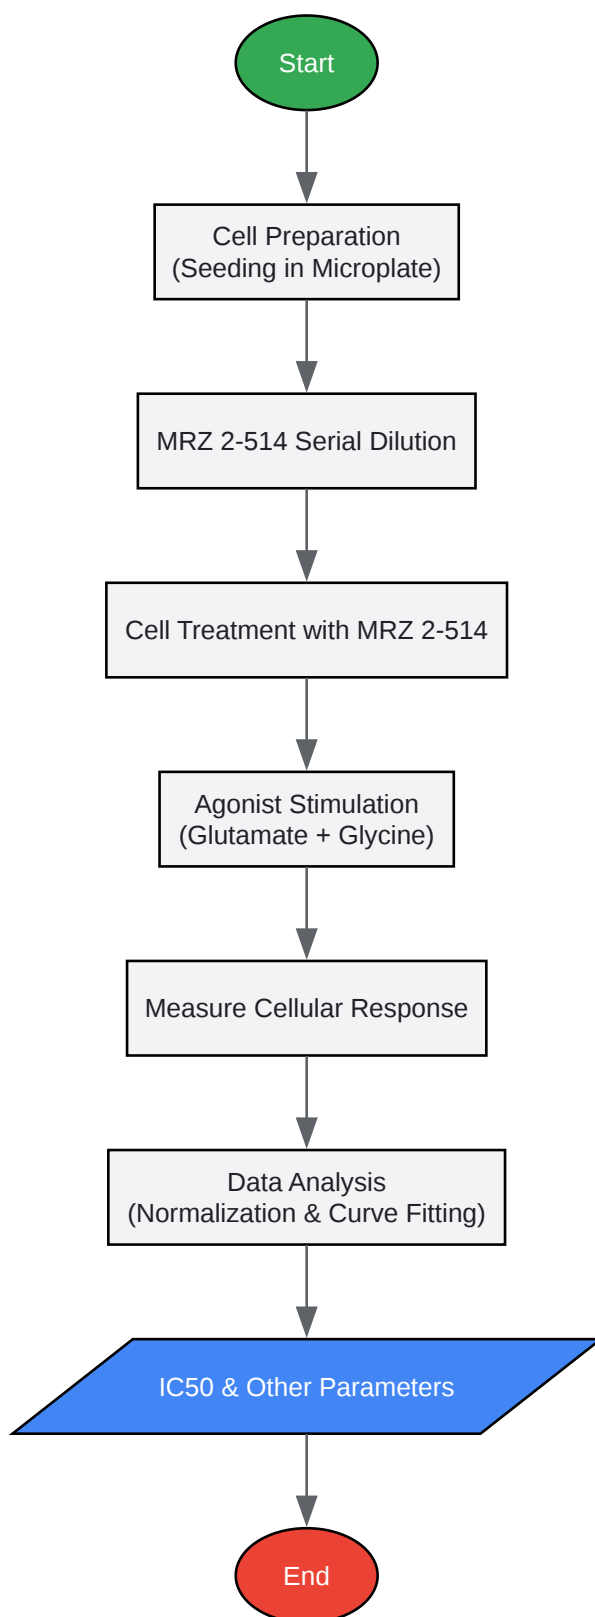 Start
Cell Preparation
(Seeding in Microplate)
MRZ 2-514 Serial Dilution
Cell Treatment with MRZ 2-514
Agonist Stimulation
(Glutamate + Glycine)
Measure Cellular Response
Data Analysis
(Normalization & Curve Fitting)
IC50 & Other Parameters
End